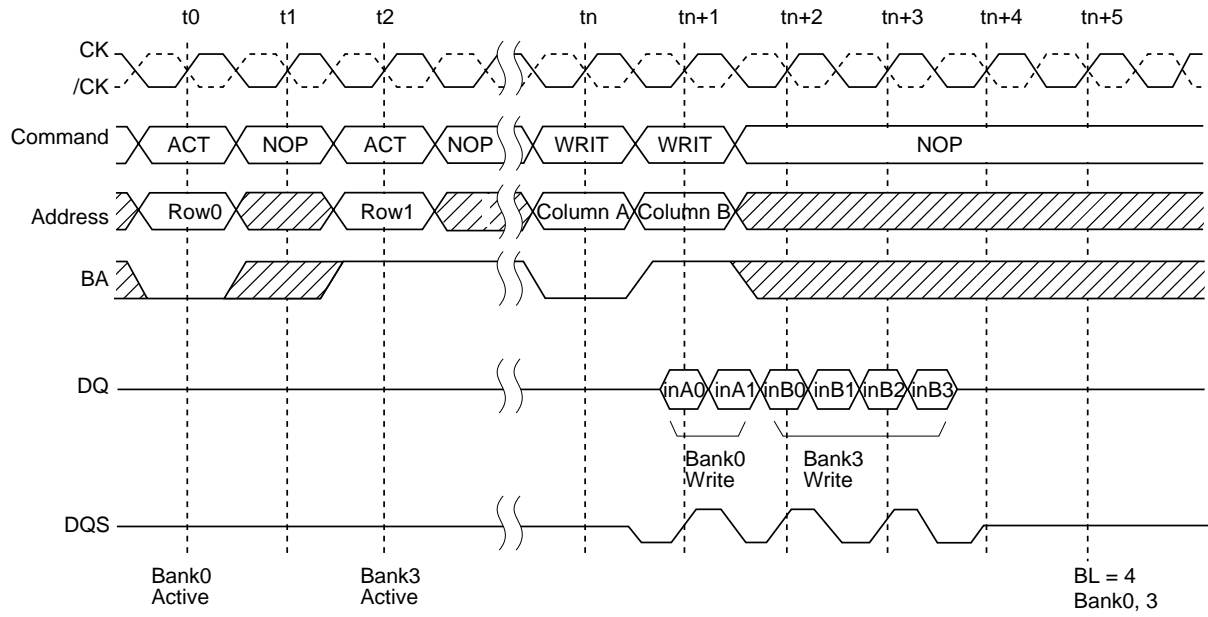 t0 t1 t2 tn tn+1 tn+2 tn+3 tn+4 tn+5
CK
/CK
Command ACT NOP ACT NOP WRIT WRIT NOP
Address Row0 Row1 Column A Column B
BA
DQ inA0 inA1 inB0 inB1 inB2 inB3
Bank0 Bank3
Write Write
DQS
Bank0 Bank3 BL = 4
Active Active Bank0, 3